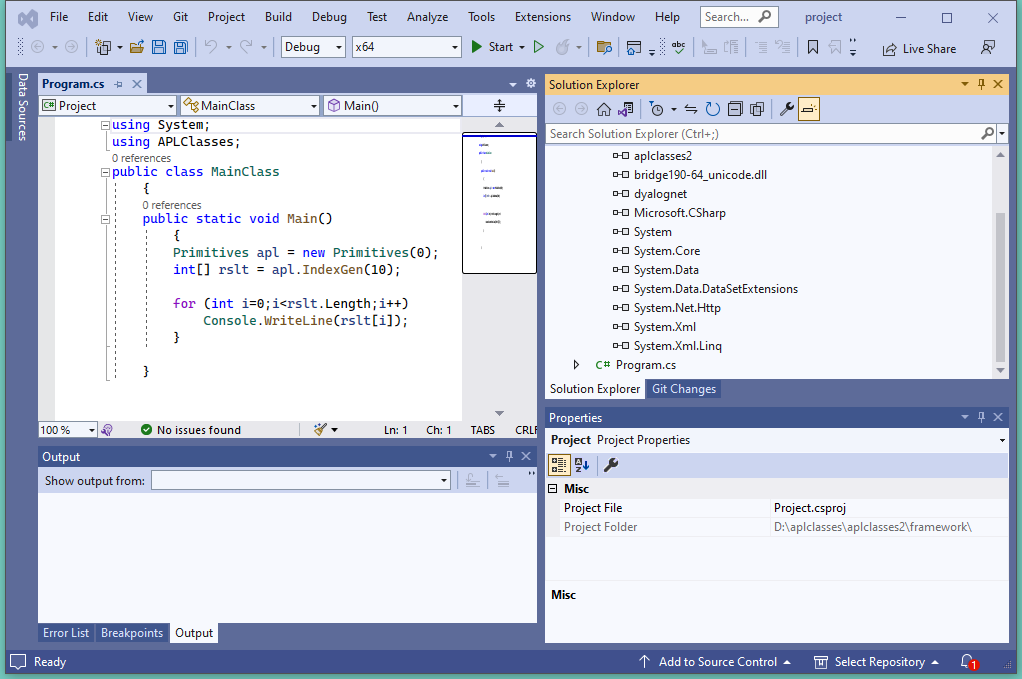 File Edit View Git Project Build Debug Test Analyze Tools Extensions Window Help Search... project
Debug x64 Start abc Live Share
Data Sources
Program.cs
C# Project MainClass Main()
using System;
using APLClasses;
0 references
public class MainClass
{
0 references
public static void Main()
{
Primitives apl = new Primitives(0);
int[] rslt = apl.IndexGen(10);
for (int i=0;i<rslt.Length;i++)
Console.WriteLine(rslt[i]);
}
}
100 % No issues found Ln: 1 Ch: 1 TABS CRLF
Output
Show output from:
Error List Breakpoints Output
Solution Explorer
Search Solution Explorer (Ctrl+;)
aplclasses2
bridge190-64_unicode.dll
dyalognet
Microsoft.CSharp
System
System.Core
System.Data
System.Data.DataSetExtensions
System.Net.Http
System.Xml
System.Xml.Linq
C# Program.cs
Solution Explorer Git Changes
Properties
Project Project Properties
Misc
Project File Project.csproj
Project Folder D:\aplclasses\aplclasses2\framework\
Misc
Ready Add to Source Control Select Repository 1